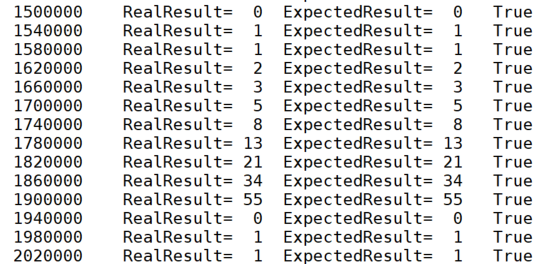 1500000 RealResult= 0 ExpectedResult= 0 True
1540000 RealResult= 1 ExpectedResult= 1 True
1580000 RealResult= 1 ExpectedResult= 1 True
1620000 RealResult= 2 ExpectedResult= 2 True
1660000 RealResult= 3 ExpectedResult= 3 True
1700000 RealResult= 5 ExpectedResult= 5 True
1740000 RealResult= 8 ExpectedResult= 8 True
1780000 RealResult= 13 ExpectedResult= 13 True
1820000 RealResult= 21 ExpectedResult= 21 True
1860000 RealResult= 34 ExpectedResult= 34 True
1900000 RealResult= 55 ExpectedResult= 55 True
1940000 RealResult= 0 ExpectedResult= 0 True
1980000 RealResult= 1 ExpectedResult= 1 True
2020000 RealResult= 1 ExpectedResult= 1 True